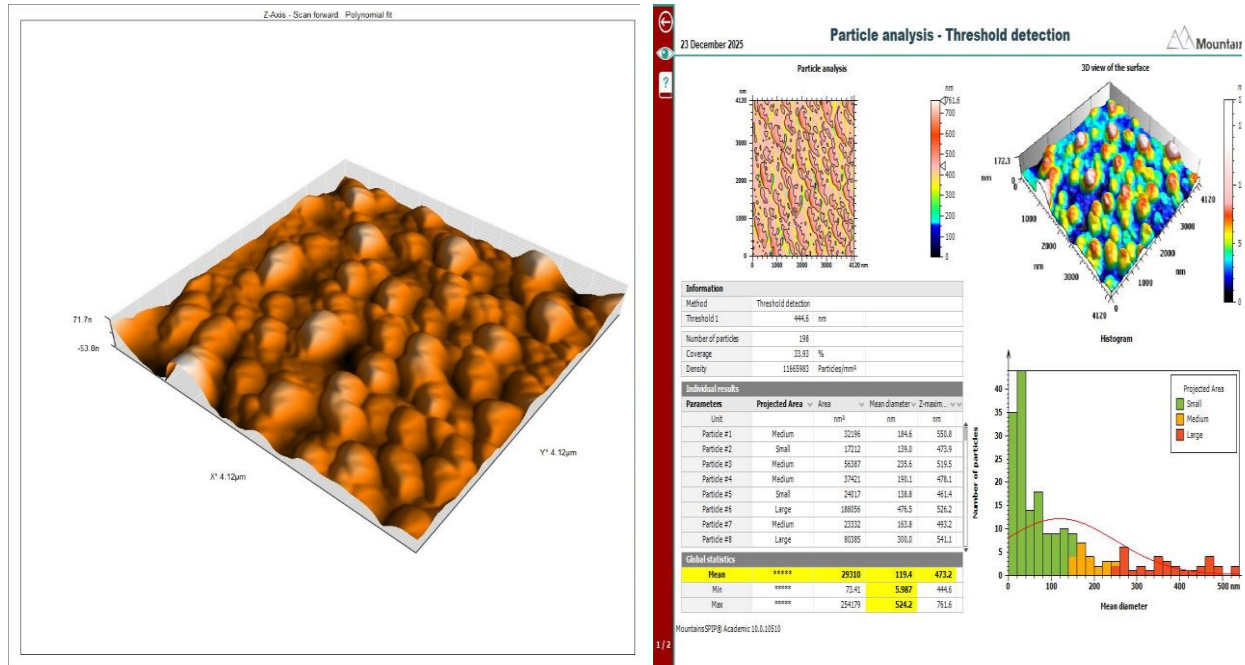 Z-Axis - Scan forward Polynomial fit
71.7n
-53.8n
X* 4.12µm
Y* 4.12µm
23 December 2025
Particle analysis - Threshold detection
Mountain
?
Particle analysis
nm
4120
3000
2000
1000
0
0 1000 2000 3000 4120 nm
nm
761.6
700
600
500
400
300
200
100
0
3D view of the surface
172.3
nm
0
1000
2000
3000
4120
nm
4120
3000
2000
1000
0
nm
Information
Method Threshold detection
Threshold 1 444.6 nm
Number of particles 198
Coverage 33.93 %
Density 11665983 Particles/mm²
Individual results
Parameters Projected Area Area Mean diameter Z-maxim...
Unit nm² nm nm
Particle #1 Medium 32196 184.6 550.8
Particle #2 Small 17212 139.0 473.9
Particle #3 Medium 56387 235.6 519.5
Particle #4 Medium 37421 190.1 478.1
Particle #5 Small 24017 138.8 461.4
Particle #6 Large 188056 476.5 526.2
Particle #7 Medium 23332 163.8 493.2
Particle #8 Large 80385 300.0 541.1
Global statistics
Mean ***** 29310 119.4 473.2
Min ***** 73.41 5.987 444.6
Max ***** 254179 524.2 761.6
Histogram
Number of particles
40
35
30
25
20
15
10
5
0
0 100 200 300 400 500 nm
Mean diameter
Projected Area
Small
Medium
Large
MountainsSPIP® Academic 10.0.10510
1 / 2